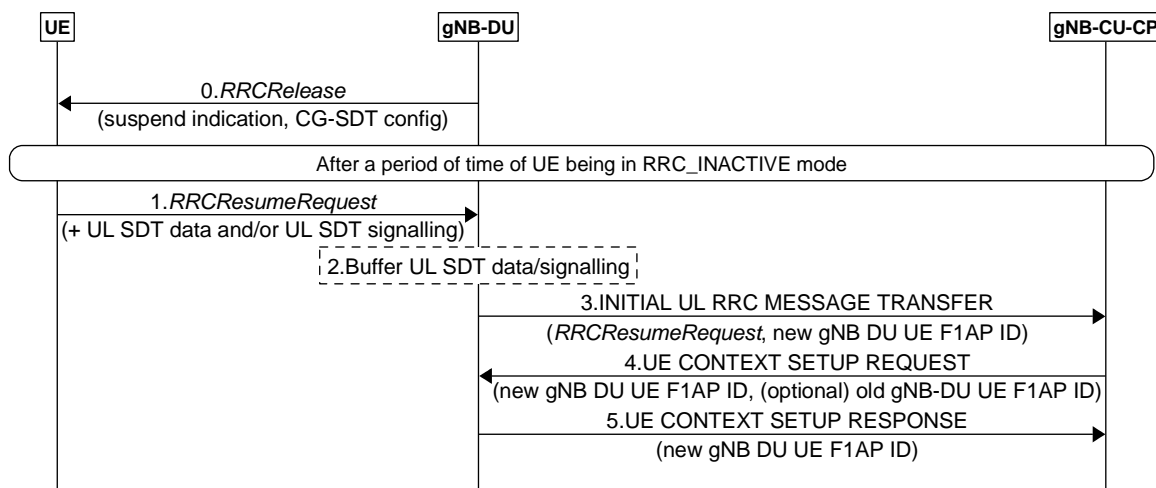 UE
gNB-DU
gNB-CU-CP
0.RRCRelease
(suspend indication, CG-SDT config)
After a period of time of UE being in RRC_INACTIVE mode
1.RRCResumeRequest
(+ UL SDT data and/or UL SDT signalling)
2.Buffer UL SDT data/signalling
3.INITIAL UL RRC MESSAGE TRANSFER
(RRCResumeRequest, new gNB DU UE F1AP ID)
4.UE CONTEXT SETUP REQUEST
(new gNB DU UE F1AP ID, (optional) old gNB-DU UE F1AP ID)
5.UE CONTEXT SETUP RESPONSE
(new gNB DU UE F1AP ID)